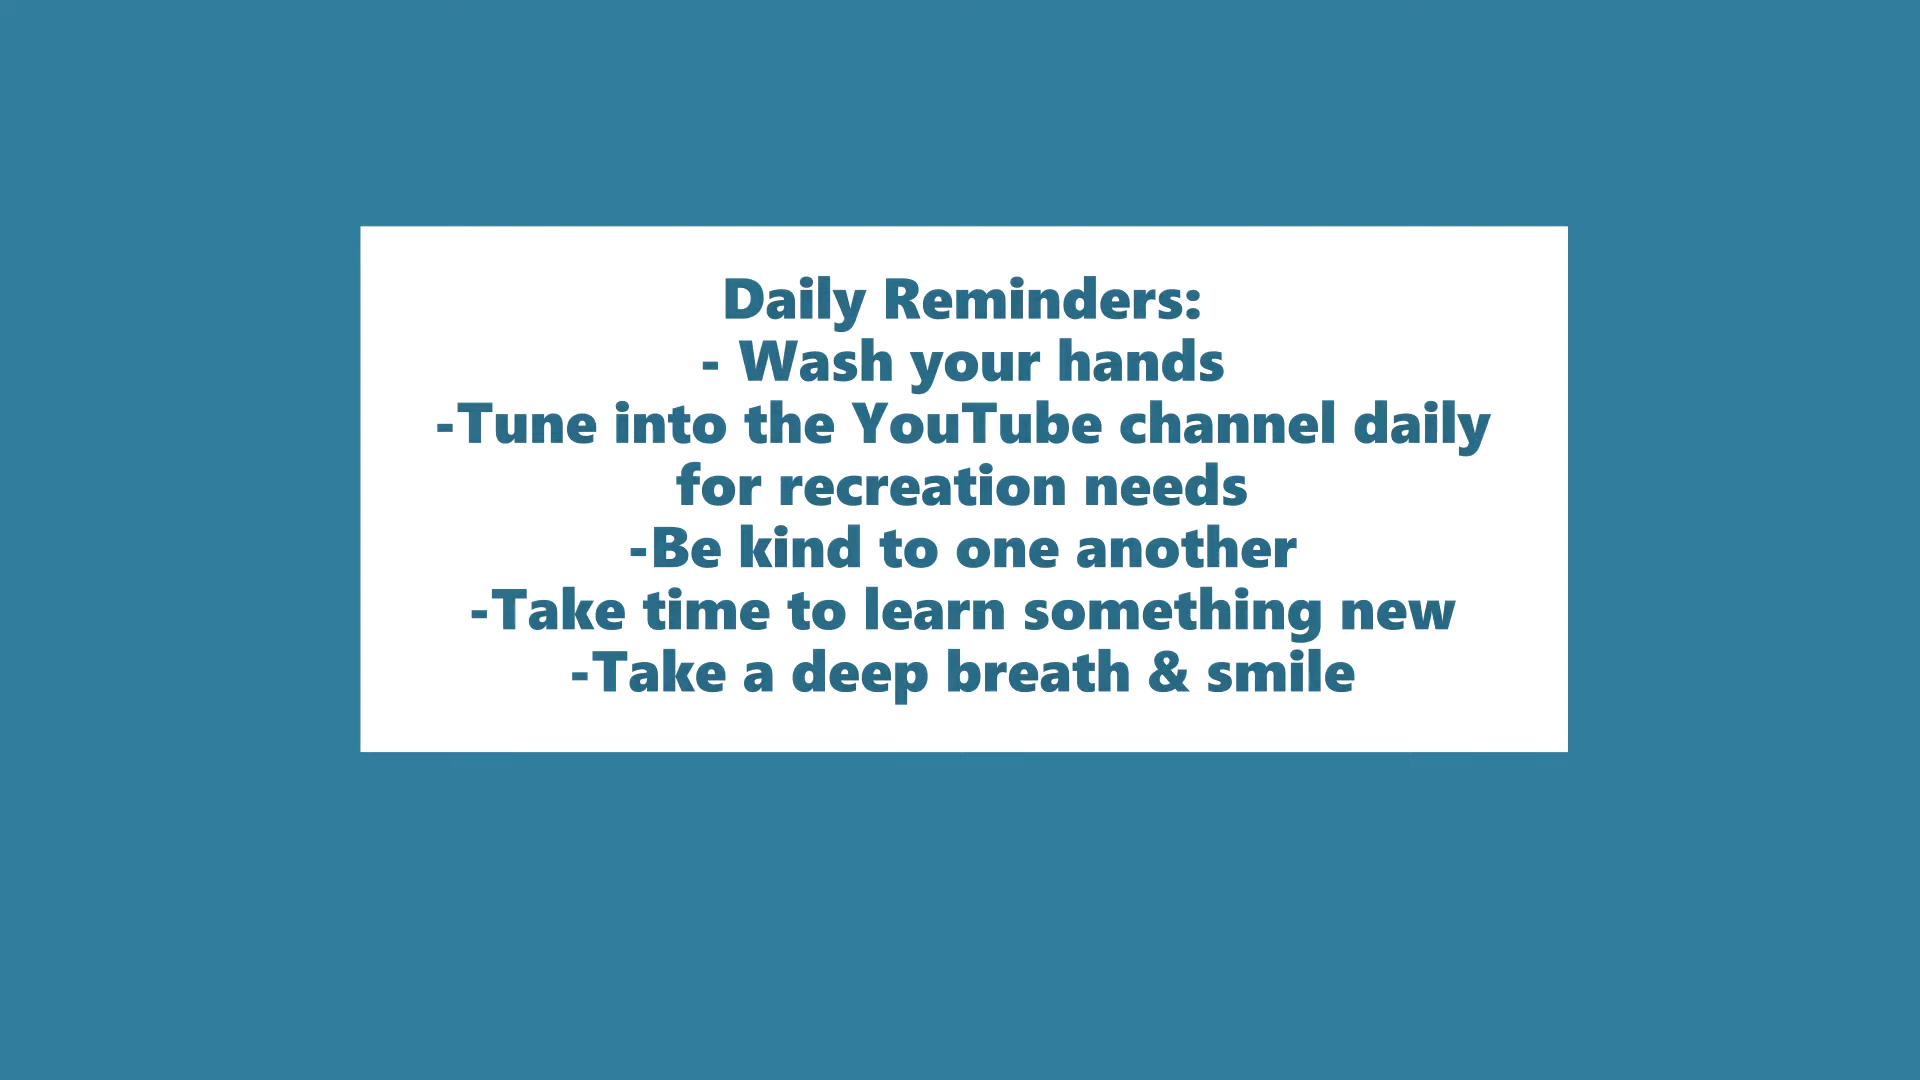 Daily Reminders:
- Wash your hands
-Tune into the YouTube channel daily
for recreation needs
-Be kind to one another
-Take time to learn something new
-Take a deep breath & smile